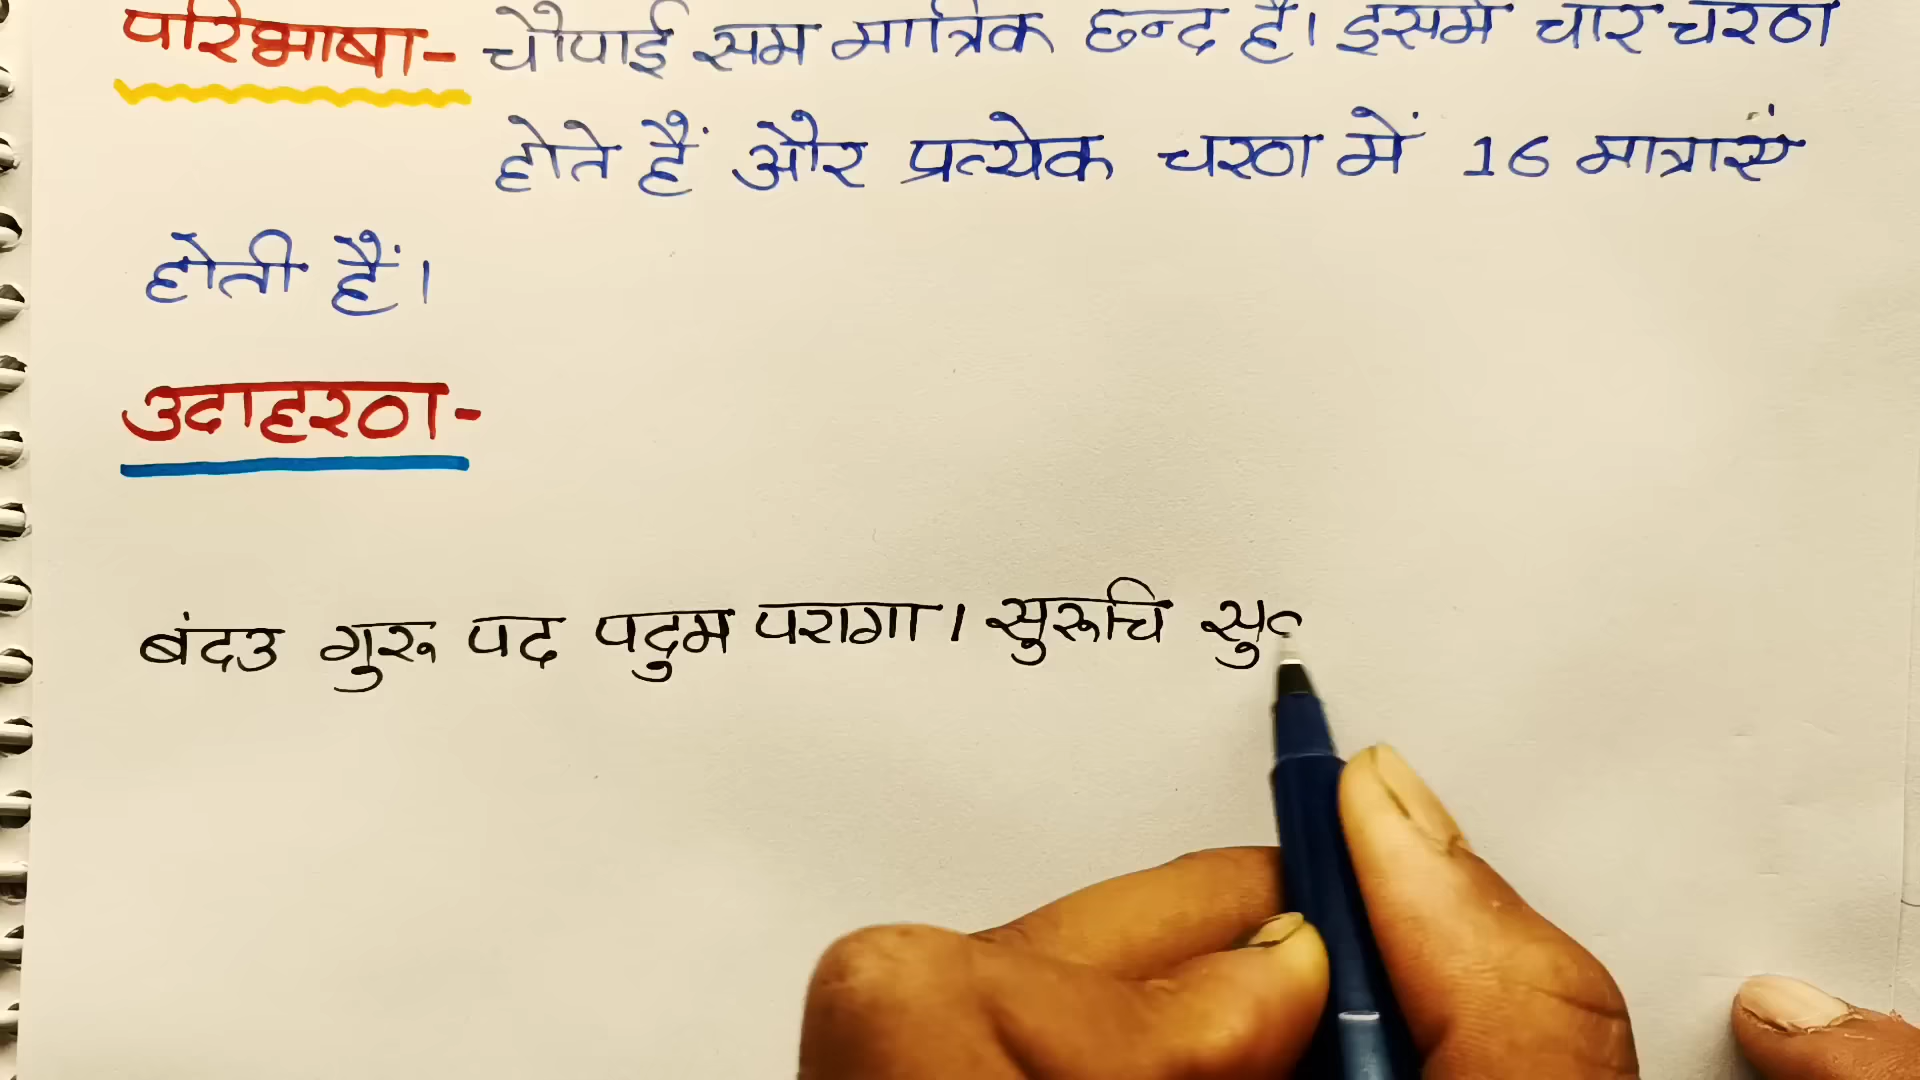 परिभाषा- चौपाई सम मात्रिक छन्द है। इसमें चार चरण
होते हैं और प्रत्येक चरण में 16 मात्राएं
होती हैं।
उदाहरण-
बंदउ गुरू पद पदुम परागा। सुरूचि